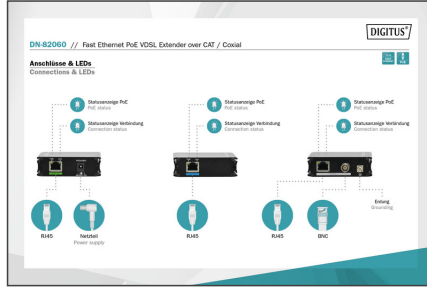 DIGITUS®
DN-82060 // Fast Ethernet PoE VDSL Extender over CAT / Coxial
Anschlüsse & LEDs
Connections & LEDs
Statusanzeige PoE
PoE status
Statusanzeige Verbindung
Connection status
Statusanzeige PoE
PoE status
Statusanzeige Verbindung
Connection status
Statusanzeige PoE
PoE status
Statusanzeige Verbindung
Connection status
RJ45
Netzteil
Power supply
RJ45
RJ45
BNC
Erdung
Grounding